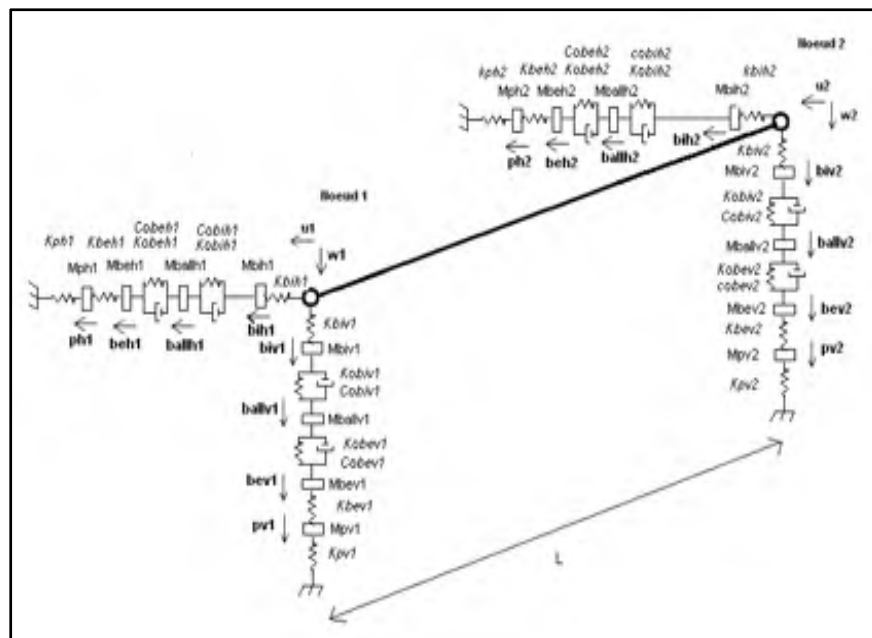 Noeud 2
Cobeh2 cobih2
kph2 Kbeh2 Kobeh2 Kobih2 kbih2
Mph2 Mbeh2 Mballh2 Mbih2
u2
w2
ph2 beh2 ballh2 bih2
Kbiv2
Mbiv2 biv2
Kobiv2
Cobiv2
Mballv2 ballv2
Kobev2
cobev2
Mbev2 bev2
Kbev2
Mpv2 pv2
Kpv2
Noeud 1
u1
w1
Cobeh1 Cobih1
Kph1 Kbeh1 Kobeh1 Kobih1
Mph1 Mbeh1 Mballh1 Mbih1
Kbih1
ph1 beh1 ballh1 bih1
Kbiv1
biv1 Mbiv1
Kobiv1
Cobiv1
ballv1 Mballv1
Kobev1
Cobev1
bev1 Mbev1
Kbev1
pv1 Mpv1
Kpv1
L